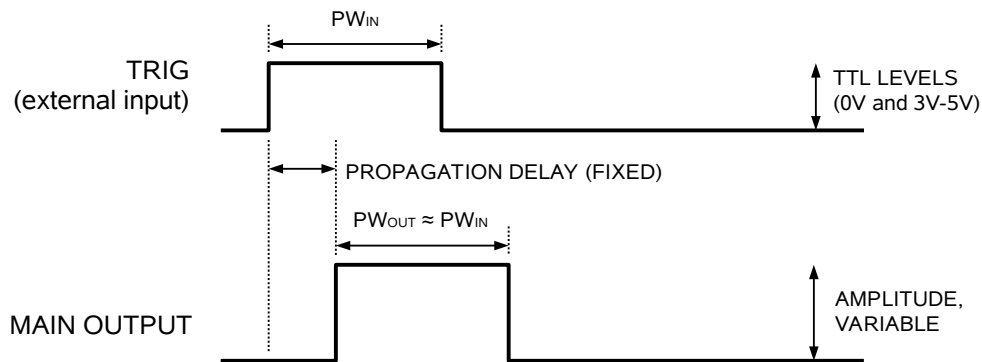 PWIN
TRIG
(external input)
TTL LEVELS
(0V and 3V-5V)
PROPAGATION DELAY (FIXED)
PWOUT ≈ PWIN
MAIN OUTPUT
AMPLITUDE,
VARIABLE